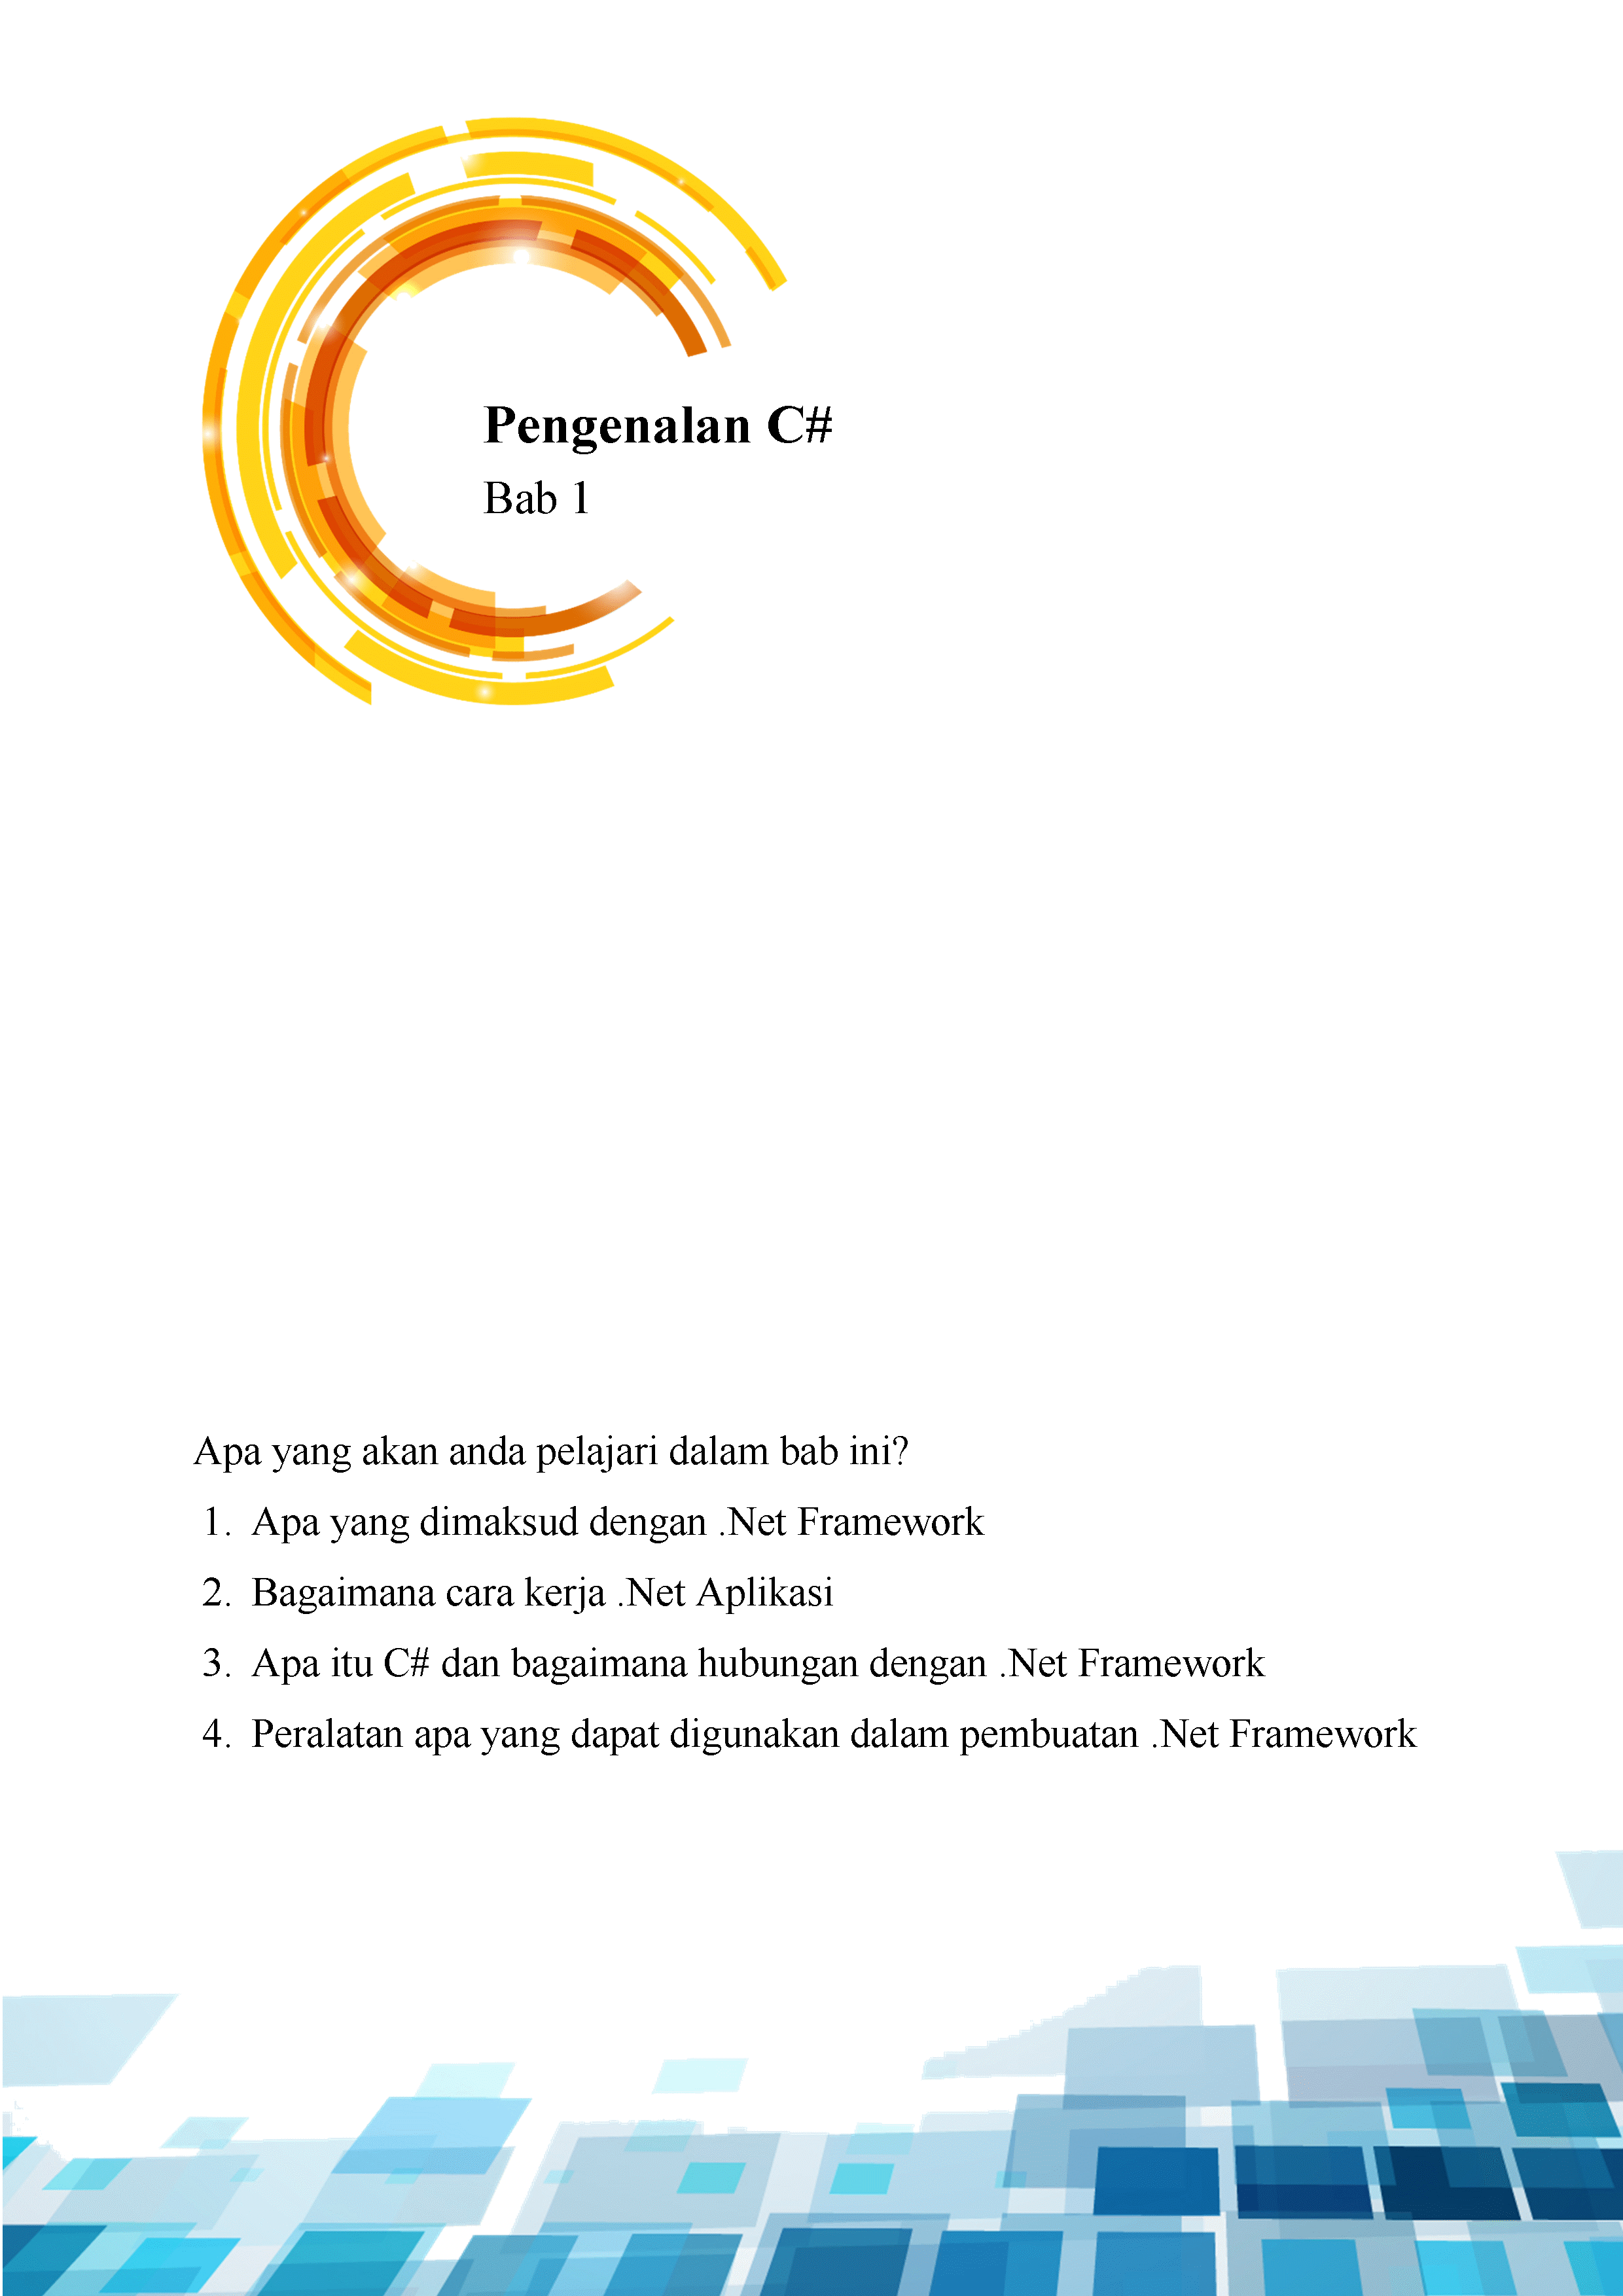 Pengenalan C#
Bab 1
Apa yang akan anda pelajari dalam bab ini?
1. Apa yang dimaksud dengan .Net Framework
2. Bagaimana cara kerja .Net Aplikasi
3. Apa itu C# dan bagaimana hubungan dengan .Net Framework
4. Peralatan apa yang dapat digunakan dalam pembuatan .Net Framework